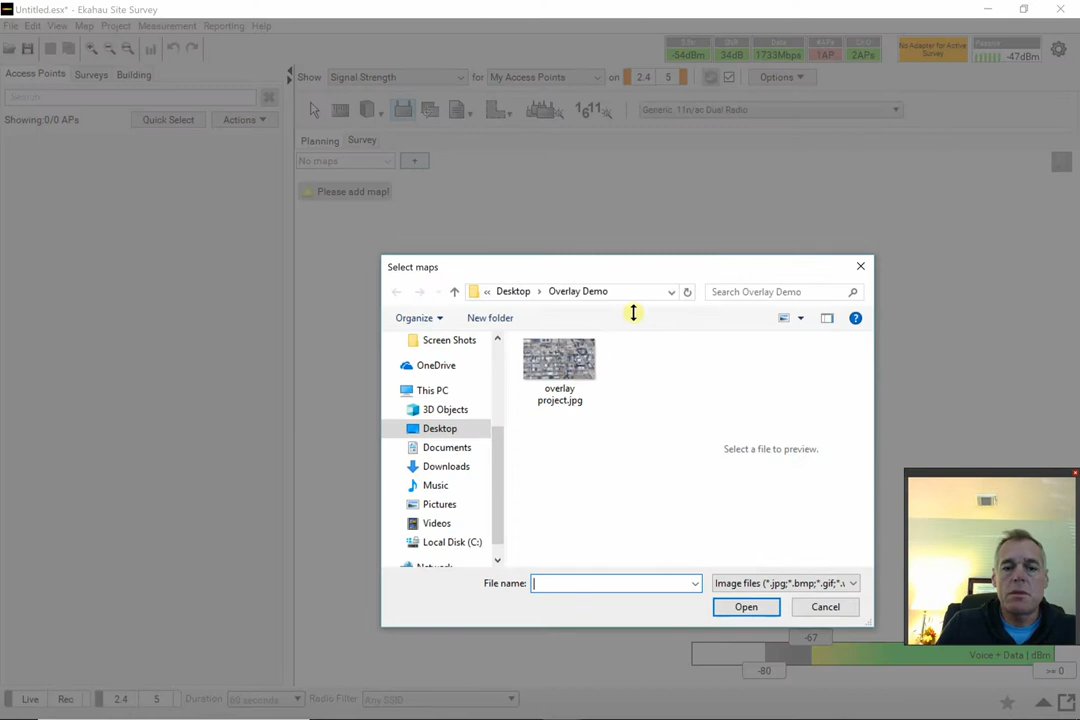 Untitled.esx* - Ekahau Site Survey
File Edit View Map Project Measurement Reporting Help
-54dBm 34dB 1733Mbps 1AP 2APs
No Adapter for Active Survey
-47dBm
Access Points Surveys Building
Show Signal Strength for My Access Points on 2.4 5 Options
Search
Showing:0/0 APs Quick Select Actions
Generic 11n/ac Dual Radio
Planning Survey
No maps +
Please add map!
Select maps
« Desktop › Overlay Demo
Search Overlay Demo
Organize New folder
Screen Shots
OneDrive
This PC
3D Objects
Desktop
Documents
Downloads
Music
Pictures
Videos
Local Disk (C:)
overlay
project.jpg
Select a file to preview.
File name:
Image files (*.jpg;*.bmp;*.gif;*.
Open Cancel
-67
Voice + Data | dBm
-80
>= 0
Live Rec 2.4 5 Duration 80 seconds Radio Filter Any SSID